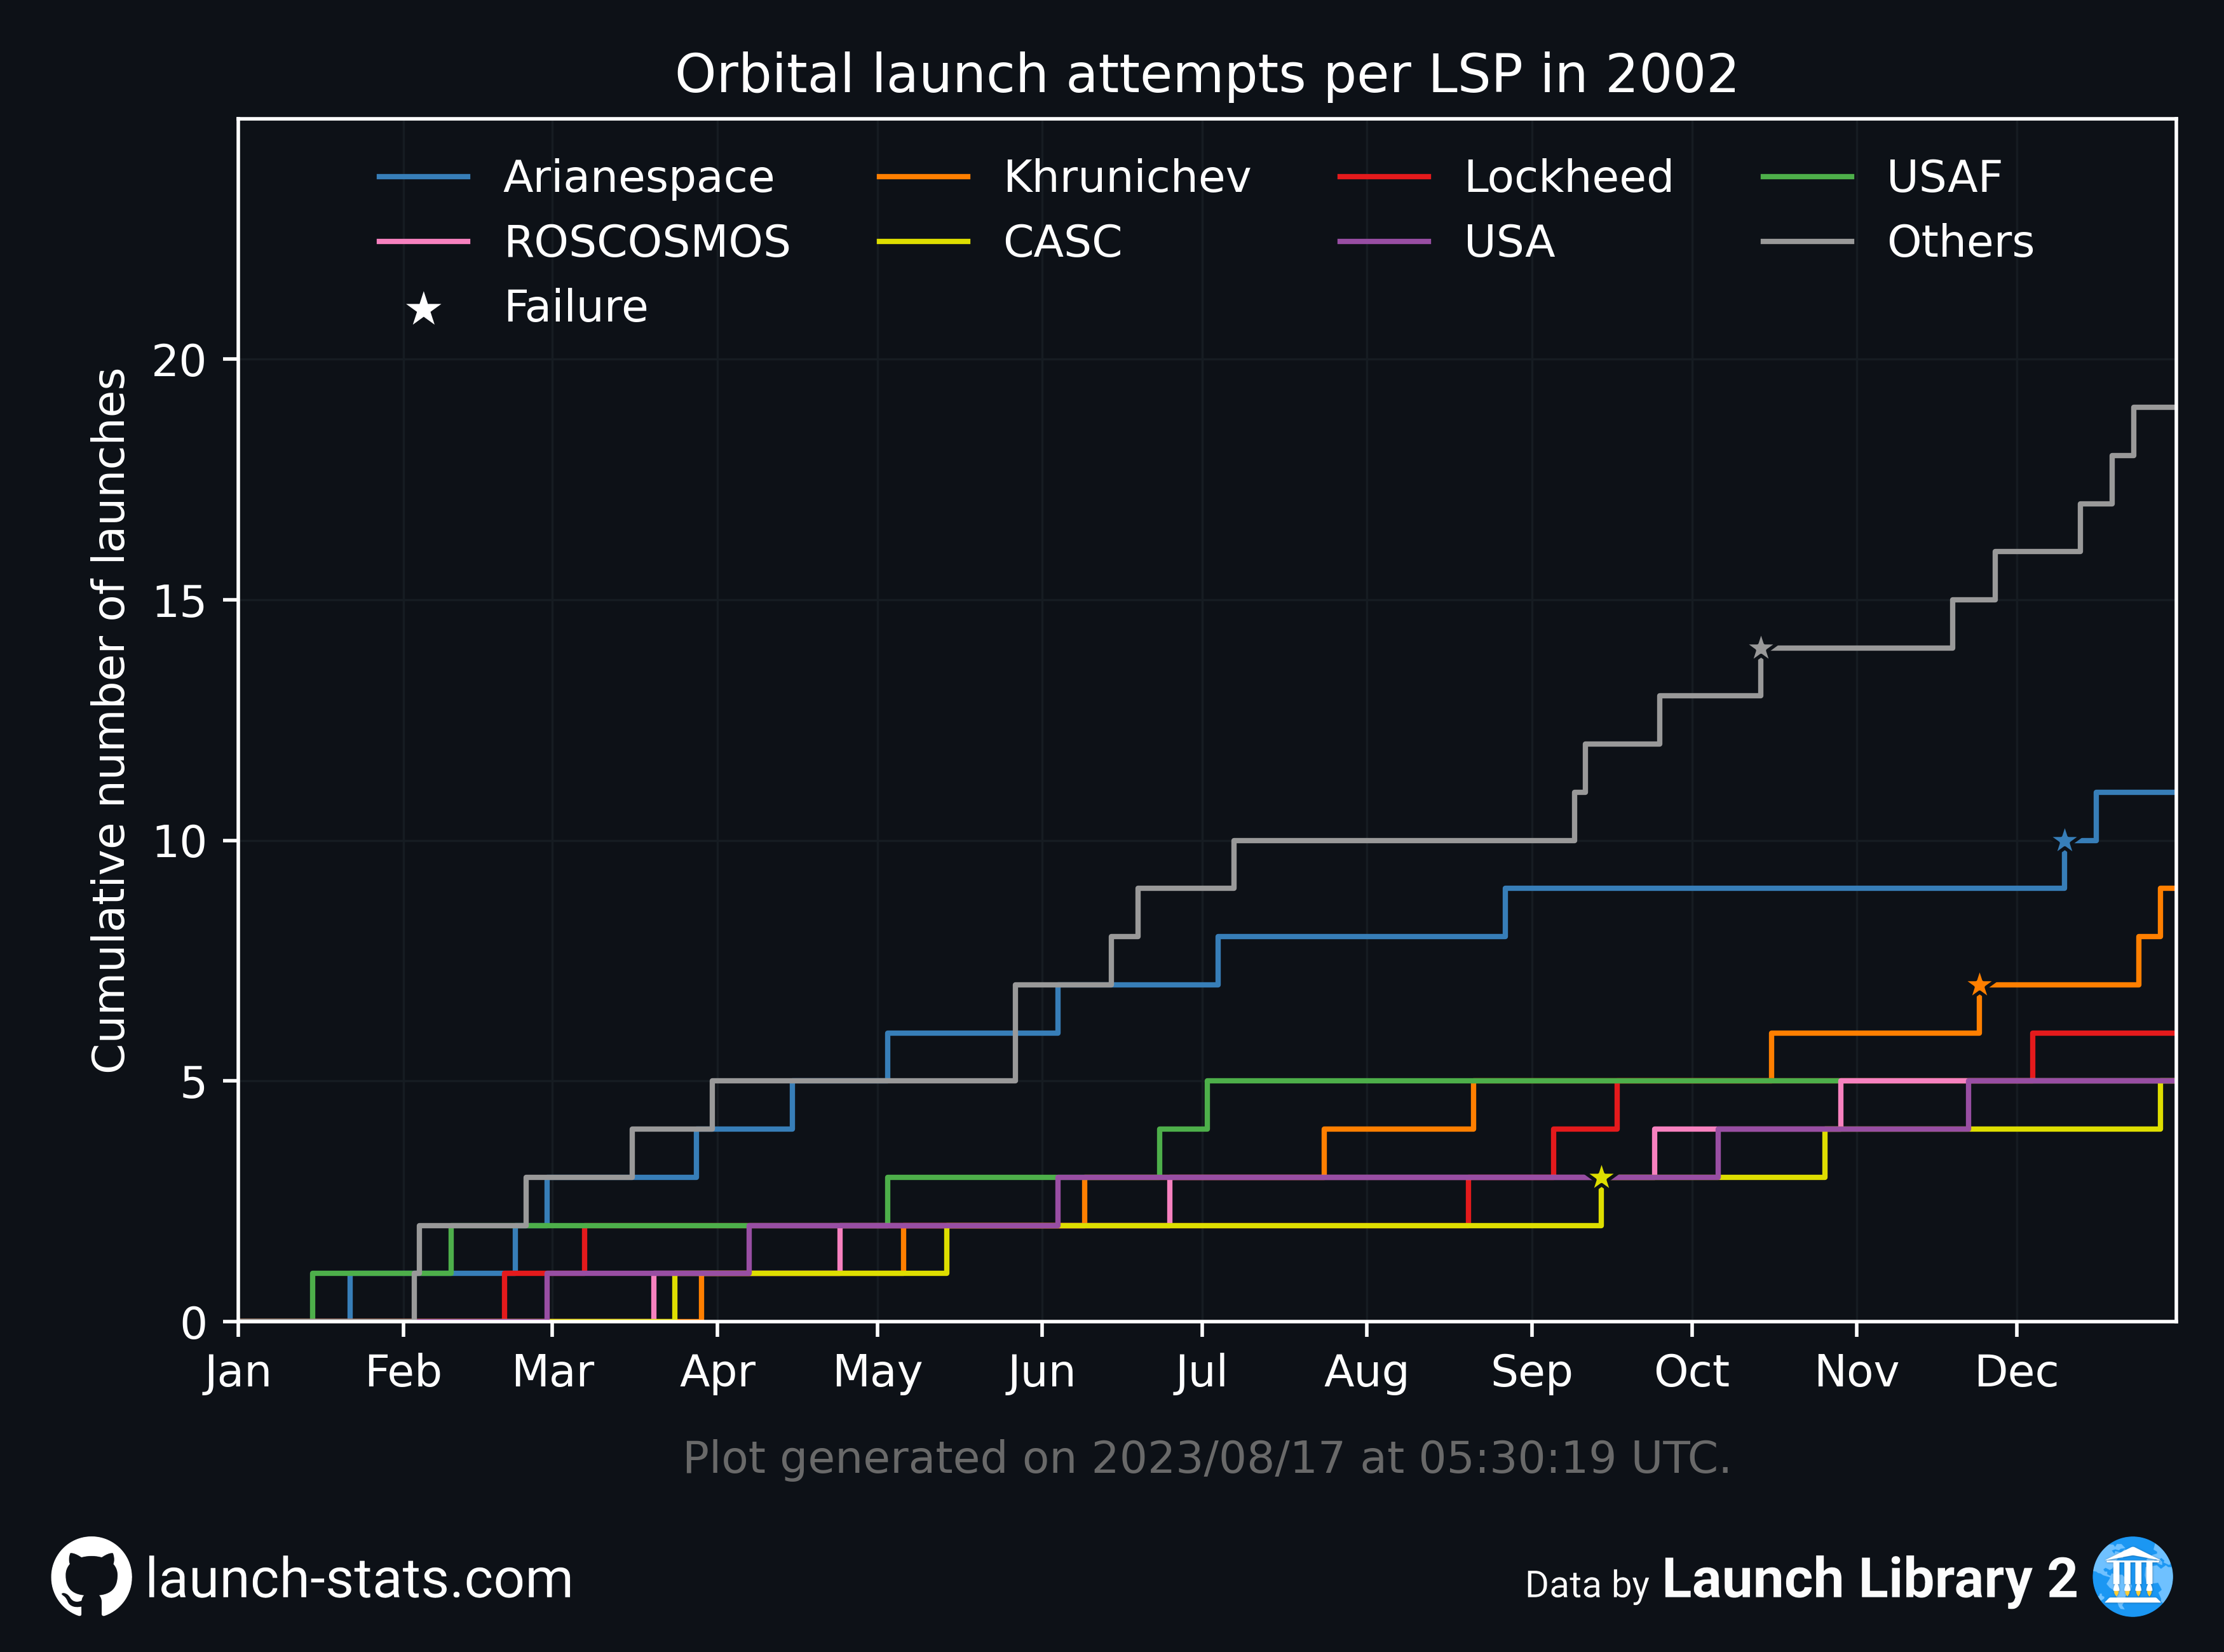 Orbital launch attempts per LSP in 2002
Arianespace Khrunichev Lockheed USAF
ROSCOSMOS CASC USA Others
Failure
Cumulative number of launches
20
15
10
5
0
Jan Feb Mar Apr May Jun Jul Aug Sep Oct Nov Dec
Plot generated on 2023/08/17 at 05:30:19 UTC.
launch-stats.com
Data by Launch Library 2